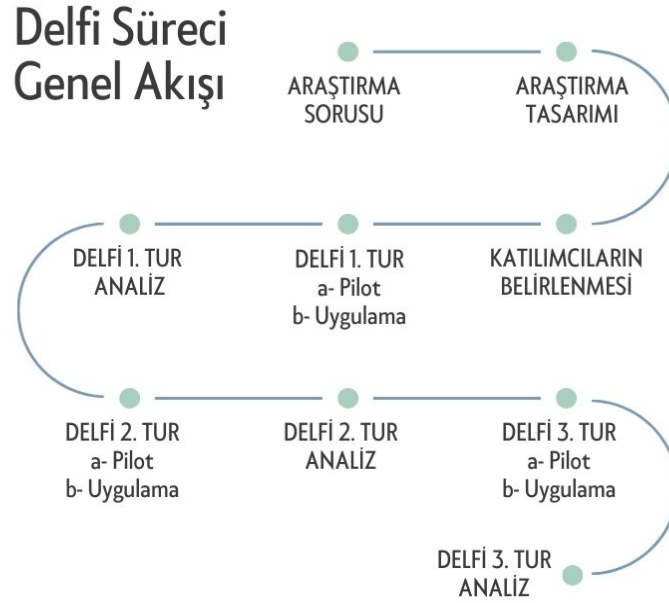 Delfi Süreci
Genel Akışı
ARAŞTIRMA
SORUSU
ARAŞTIRMA
TASARIMI
KATILIMCILARIN
BELİRLENMESİ
DELFİ 1. TUR
a- Pilot
b- Uygulama
DELFİ 1. TUR
ANALİZ
DELFİ 2. TUR
a- Pilot
b- Uygulama
DELFİ 2. TUR
ANALİZ
DELFİ 3. TUR
a- Pilot
b- Uygulama
DELFİ 3. TUR
ANALİZ